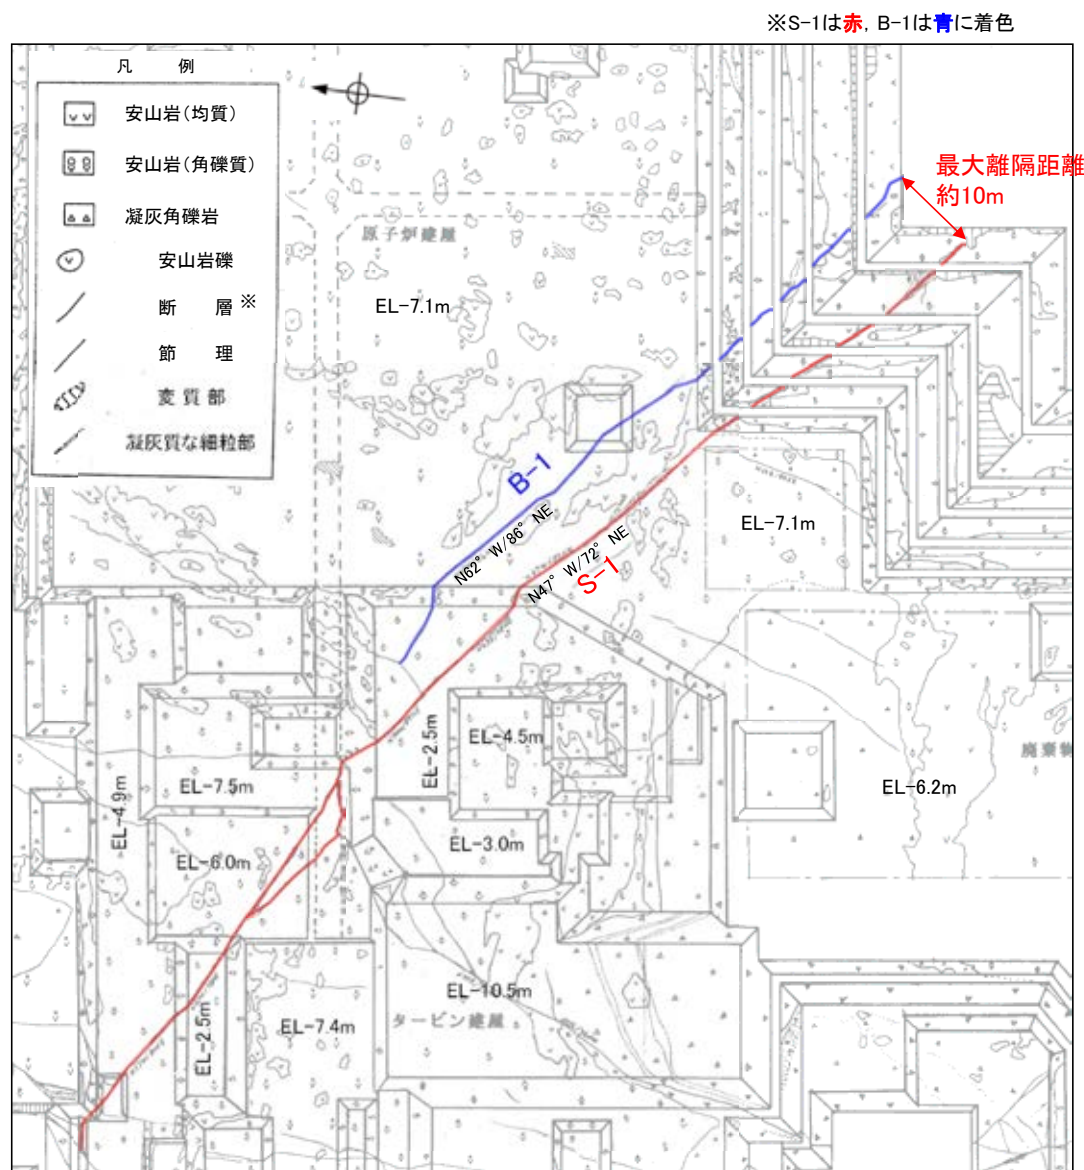 ※S-1は赤，B-1は青に着色
凡　例
安山岩(均質)
安山岩(角礫質)
凝灰角礫岩
安山岩礫
断　層※
節　理
変質部
凝灰質な細粒部
最大離隔距離
約10m
原子炉建屋
EL-7.1m
B-1
N62°W/86°NE
EL-7.1m
N47°W/72°NE
S-1
EL-2.5m
EL-4.5m
廃棄物
EL-4.9m
EL-7.5m
EL-6.2m
EL-6.0m
EL-3.0m
EL-10.5m
タービン建屋
EL-2.5m
EL-7.4m